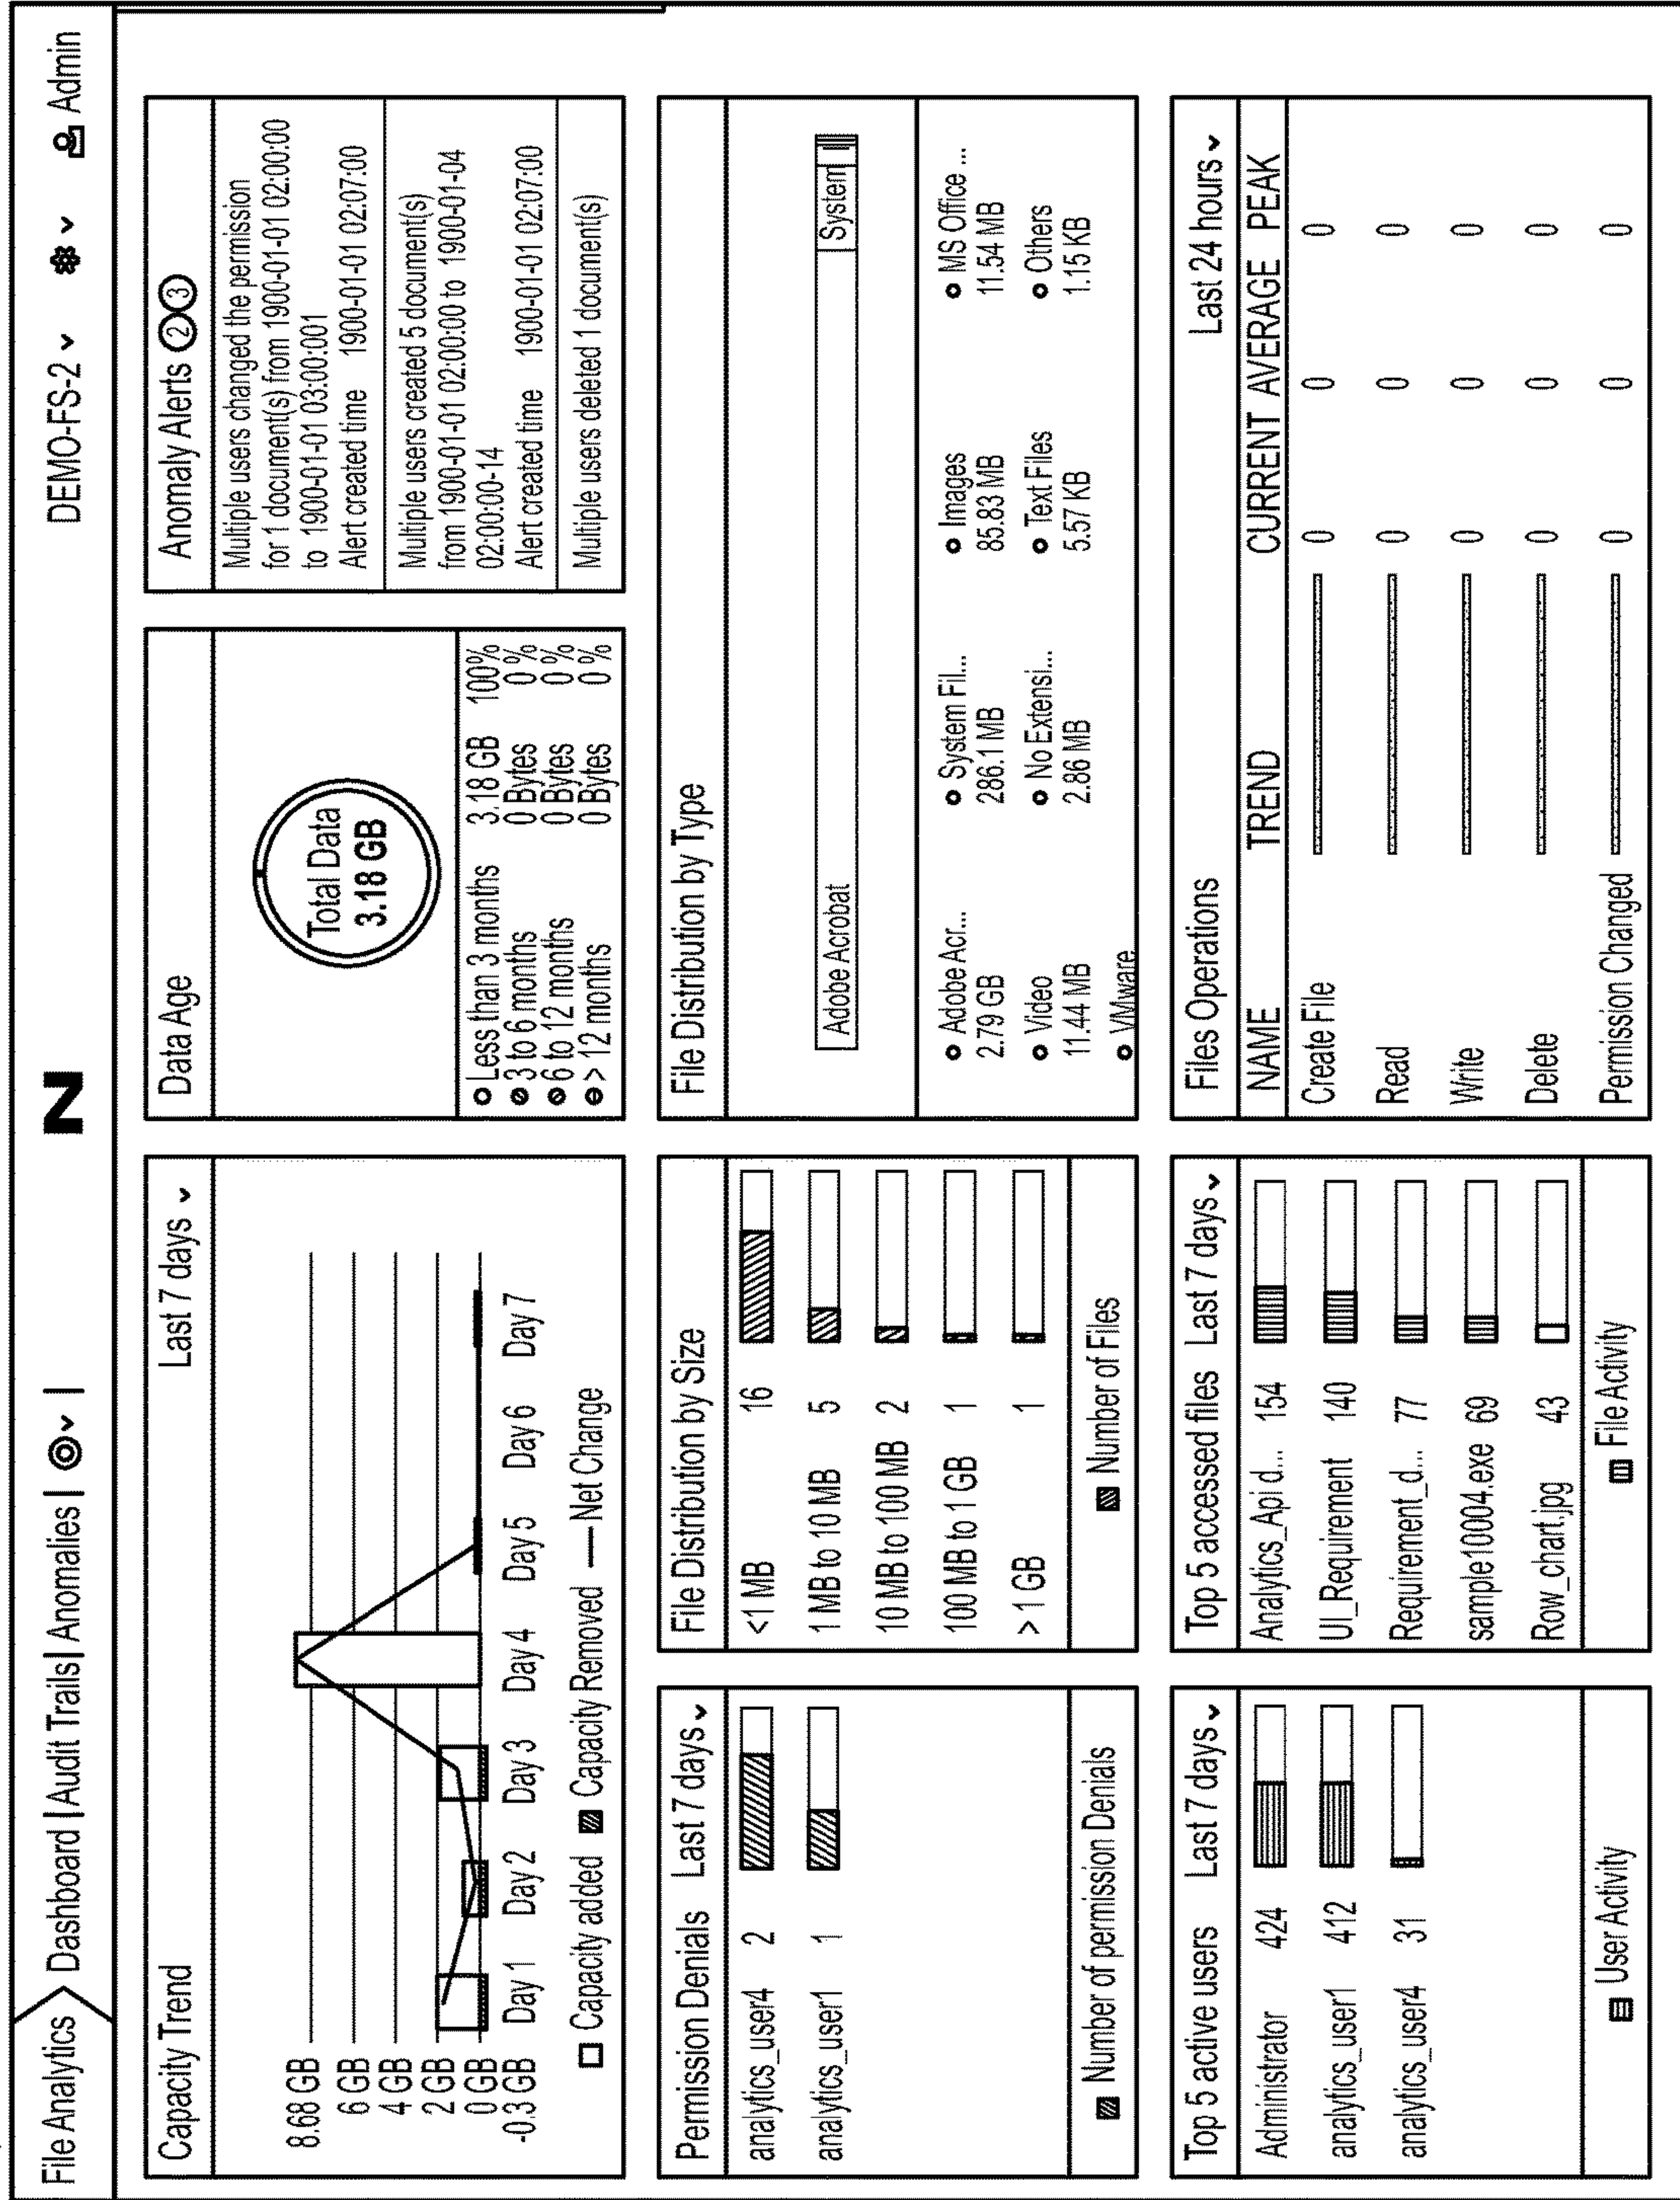 File Analytics
Dashboard | Audit Trails | Anomalies |
N
DEMO-FS-2
Admin
Capacity Trend
Last 7 days
8.68 GB
6 GB
4 GB
2 GB
0 GB
-0.3 GB
Day 1 Day 2 Day 3 Day 4 Day 5 Day 6 Day 7
Capacity added Capacity Removed Net Change
Data Age
Total Data
3.18 GB
Less than 3 months 3.18 GB 100%
3 to 6 months 0 Bytes 0 %
6 to 12 months 0 Bytes 0 %
> 12 months 0 Bytes 0 %
Anomaly Alerts 2 3
Multiple users changed the permission
for 1 document(s) from 1900-01-01 02:00:00
to 1900-01-01 03:00:001
Alert created time 1900-01-01 02:07:00
Multiple users created 5 document(s)
from 1900-01-01 02:00:00 to 1900-01-04
02:00:00-14
Alert created time 1900-01-01 02:07:00
Multiple users deleted 1 document(s)
Permission Denials Last 7 days
analytics_user4 2
analytics_user1 1
Number of permission Denials
File Distribution by Size
<1 MB 16
1 MB to 10 MB 5
10 MB to 100 MB 2
100 MB to 1 GB 1
> 1 GB 1
Number of Files
File Distribution by Type
Adobe Acrobat System
Adobe Acr... System Fil... Images MS Office ...
2.79 GB 286.1 MB 85.83 MB 11.54 MB
Video No Extensi... Text Files Others
11.44 MB 2.86 MB 5.57 KB 1.15 KB
VMware
Top 5 active users Last 7 days
Administrator 424
analytics_user1 412
analytics_user4 31
User Activity
Top 5 accessed files Last 7 days
Analytics_Api d... 154
UI_Requirement 140
Requirement_d... 77
sample10004.exe 69
Row_chart.jpg 43
File Activity
Files Operations Last 24 hours
NAME TREND CURRENT AVERAGE PEAK
Create File 0 0 0
Read 0 0 0
Write 0 0 0
Delete 0 0 0
Permission Changed 0 0 0